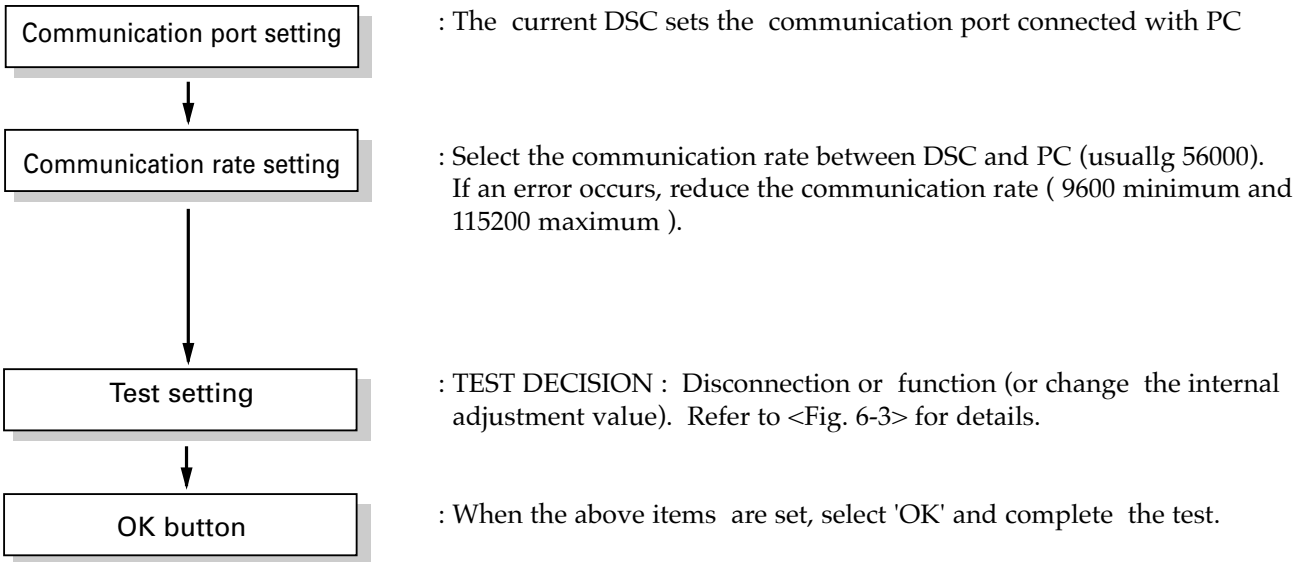 Communication port setting
: The current DSC sets the communication port connected with PC
Communication rate setting
: Select the communication rate between DSC and PC (usuallg 56000).
If an error occurs, reduce the communication rate ( 9600 minimum and
115200 maximum ).
Test setting
: TEST DECISION : Disconnection or function (or change the internal
adjustment value). Refer to <Fig. 6-3> for details.
OK button
: When the above items are set, select 'OK' and complete the test.